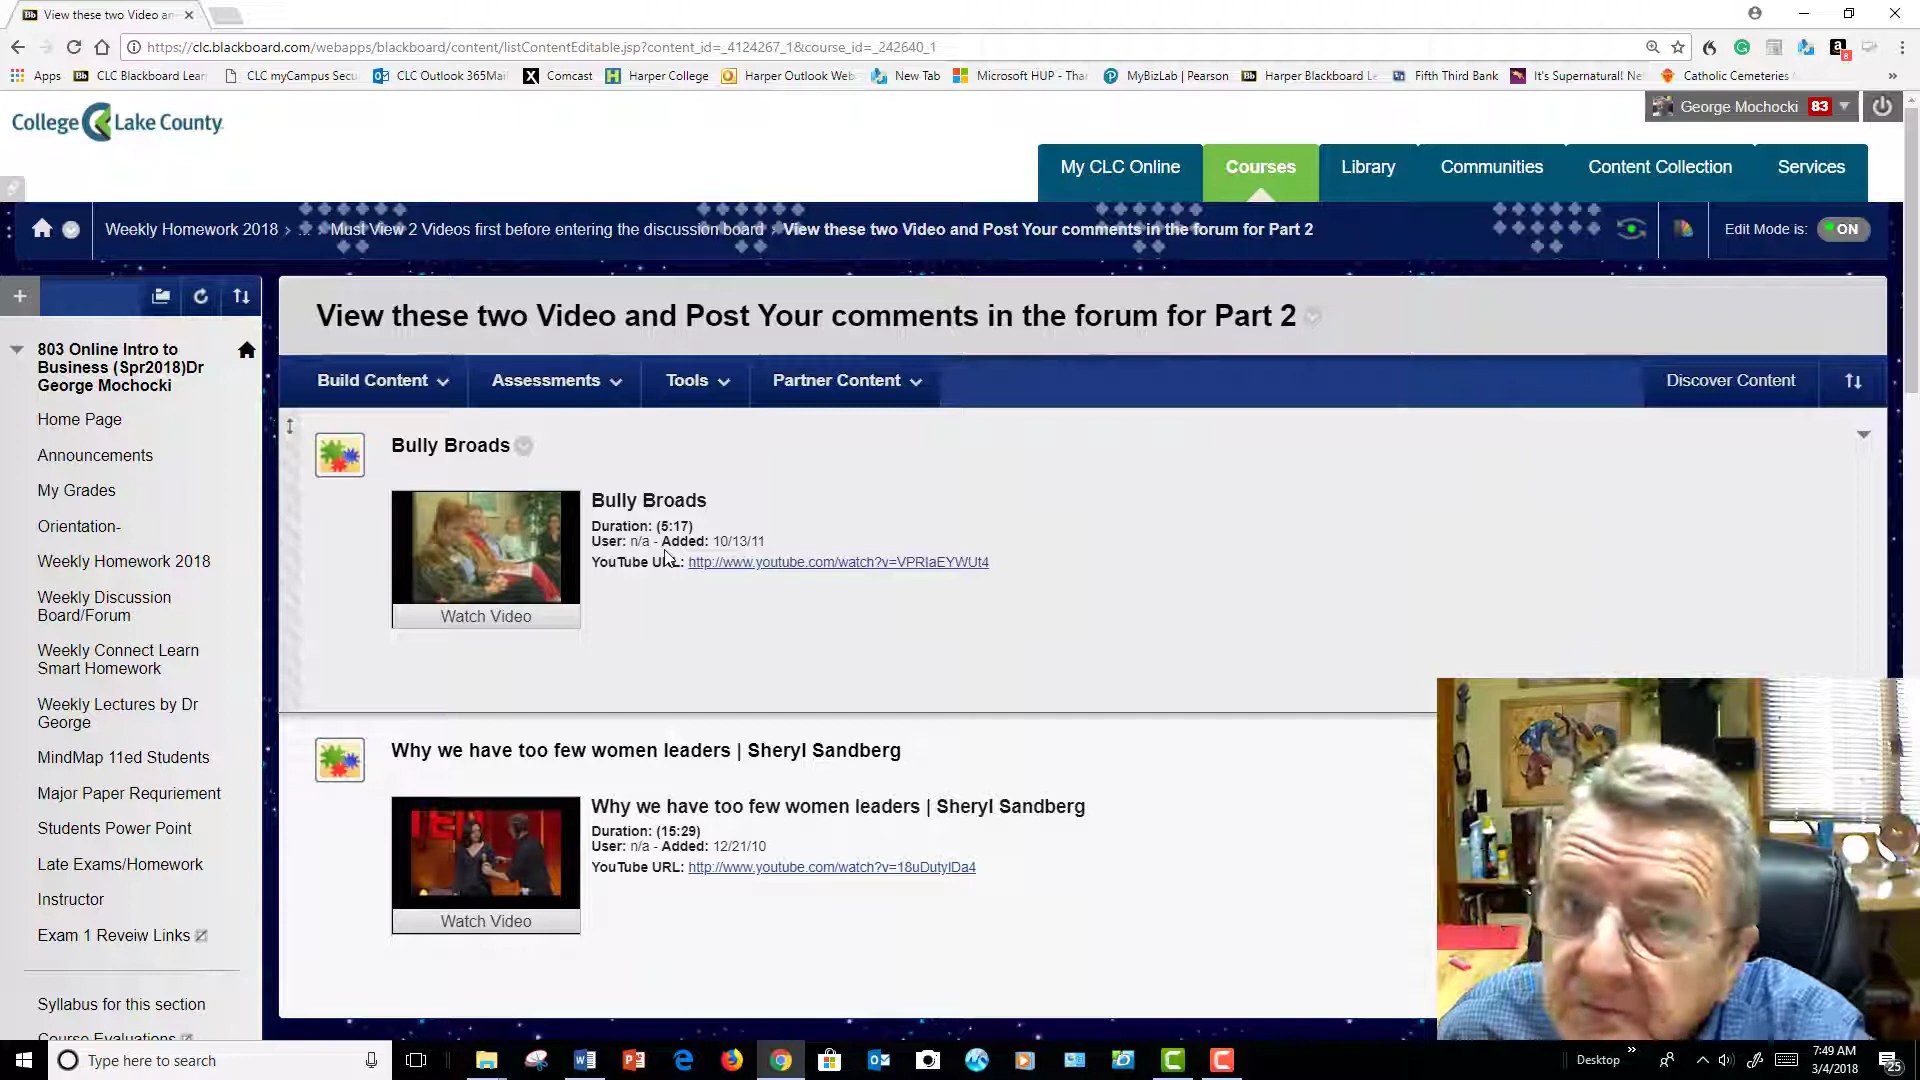 View these two Video an
https://clc.blackboard.com/webapps/blackboard/content/listContentEditable.jsp?content_id=_4124267_1&course_id=_242640_1
Apps CLC Blackboard Lear CLC myCampus Secu CLC Outlook 365Mail Comcast Harper College Harper Outlook Web New Tab Microsoft HUP - Tha MyBizLab | Pearson Harper Blackboard Le Fifth Third Bank It's Supernatural! Ne Catholic Cemeteries
College Lake County
George Mochocki 83
My CLC Online Courses Library Communities Content Collection Services
Weekly Homework 2018 ... Must View 2 Videos first before entering the discussion board View these two Video and Post Your comments in the forum for Part 2 Edit Mode is: ON
View these two Video and Post Your comments in the forum for Part 2
Build Content Assessments Tools Partner Content Discover Content
803 Online Intro to
Business (Spr2018)Dr
George Mochocki
Home Page
Announcements
My Grades
Orientation-
Weekly Homework 2018
Weekly Discussion
Board/Forum
Weekly Connect Learn
Smart Homework
Weekly Lectures by Dr
George
MindMap 11ed Students
Major Paper Requriement
Students Power Point
Late Exams/Homework
Instructor
Exam 1 Reveiw Links
Syllabus for this section
Course Evaluations
Bully Broads
Bully Broads
Duration: (5:17)
User: n/a - Added: 10/13/11
YouTube URL: http://www.youtube.com/watch?v=VPRIaEYWUt4
Watch Video
Why we have too few women leaders | Sheryl Sandberg
Why we have too few women leaders | Sheryl Sandberg
Duration: (15:29)
User: n/a - Added: 12/21/10
YouTube URL: http://www.youtube.com/watch?v=18uDutyIDa4
Watch Video
Type here to search
Desktop
7:49 AM
3/4/2018
25